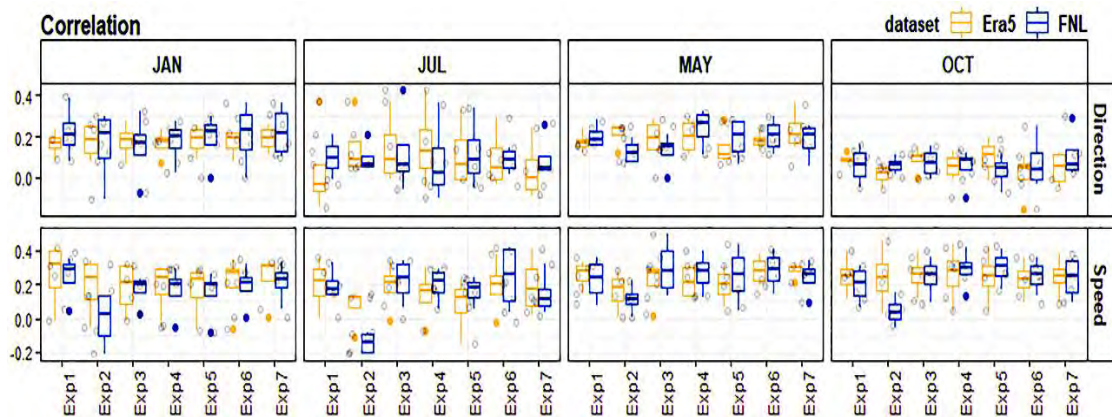 Correlation dataset Era5 FNL
JAN JUL MAY OCT
0.4
0.2
0.0
Direction
0.4
0.2
0.0
-0.2
Speed
Exp1 Exp2 Exp3 Exp4 Exp5 Exp6 Exp7 Exp1 Exp2 Exp3 Exp4 Exp5 Exp6 Exp7 Exp1 Exp2 Exp3 Exp4 Exp5 Exp6 Exp7 Exp1 Exp2 Exp3 Exp4 Exp5 Exp6 Exp7